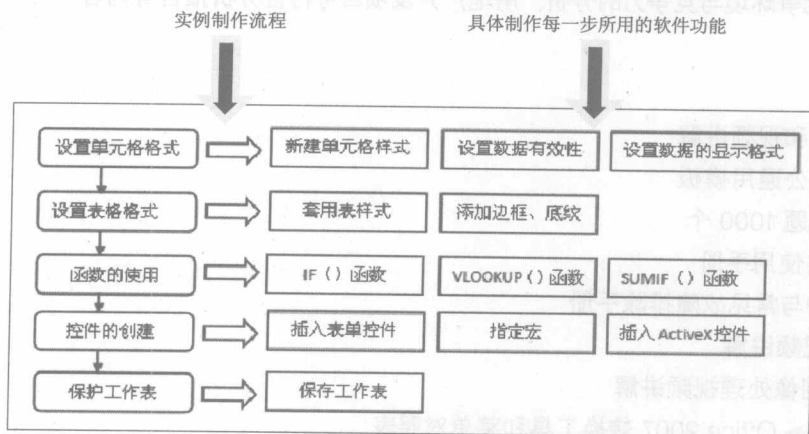 实例制作流程 具体制作每一步所用的软件功能
设置单元格格式 新建单元格样式 设置数据有效性 设置数据的显示格式
设置表格格式 套用表样式 添加边框、底纹
函数的使用 IF（）函数 VLOOKUP（）函数 SUMIF（）函数
控件的创建 插入表单控件 指定宏 插入 ActiveX控件
保护工作表 保存工作表